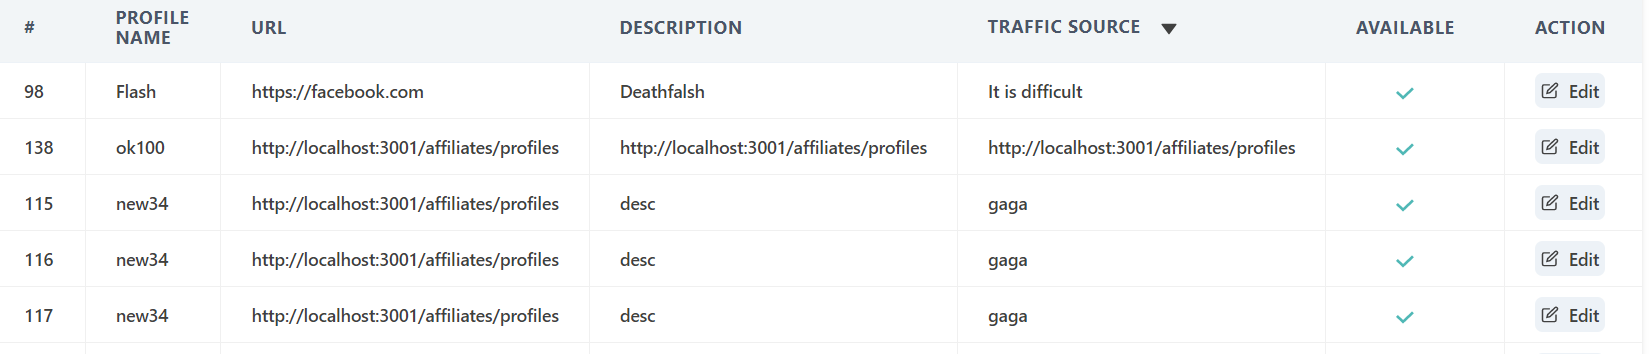 # PROFILE NAME URL DESCRIPTION TRAFFIC SOURCE AVAILABLE ACTION
98 Flash https://facebook.com Deathfalsh It is difficult Edit
138 ok100 http://localhost:3001/affiliates/profiles http://localhost:3001/affiliates/profiles http://localhost:3001/affiliates/profiles Edit
115 new34 http://localhost:3001/affiliates/profiles desc gaga Edit
116 new34 http://localhost:3001/affiliates/profiles desc gaga Edit
117 new34 http://localhost:3001/affiliates/profiles desc gaga Edit